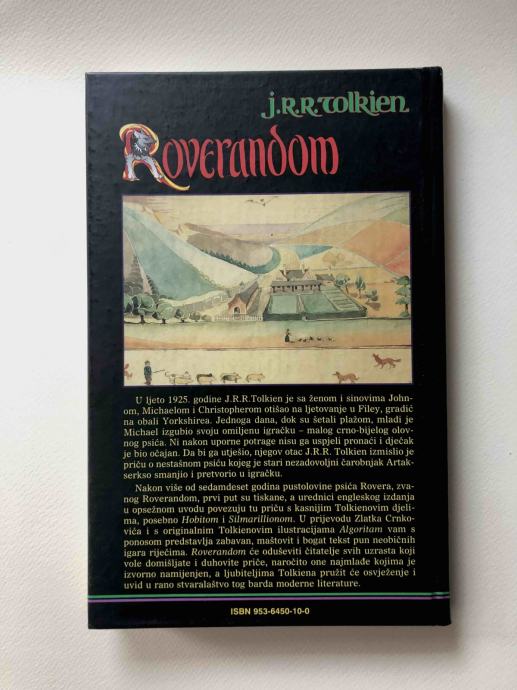 J.R.R. Tolkien
Roverandom
U ljeto 1925. godine J.R.R.Tolkien je sa ženom i sinovima John-
om, Michaelom i Christopherom otišao na ljetovanje u Filey, gradić
na obali Yorkshirea. Jednoga dana, dok su šetali plažom, mladi je
Michael izgubio svoju omiljenu igračku – malog crno-bijelog olov-
nog psića. Ni nakon uporne potrage nisu ga uspjeli pronaći i dječak
je bio očajan. Da bi ga utješio, njegov otac J.R.R. Tolkien izmislio je
priču o nestašnom psiću kojeg je stari nezadovoljni čarobnjak Artak-
serkso smanjio i pretvorio u igračku.
Nakon više od sedamdeset godina pustolovine psića Rovera, zva-
nog Roverandom, prvi put su tiskane, a urednici engleskog izdanja
u opsežnom uvodu povezuju tu priču s kasnijim Tolkienovim djeli-
ma, posebno Hobitom i Silmarillionom. U prijevodu Zlatka Crnko-
vića i s originalnim Tolkienovim ilustracijama Algoritam vam s
ponosom predstavlja zabavan, maštovit i bogat tekst pun neobičnih
igara riječima. Roverandom će oduševiti čitatelje svih uzrasta koji
vole domišljate i duhovite priče, naročito one najmlađe kojima je
izvorno namijenjen, a ljubiteljima Tolkiena pružit će osvježenje i
uvid u rano stvaralaštvo tog barda moderne literature.
ISBN 953-6450-10-0